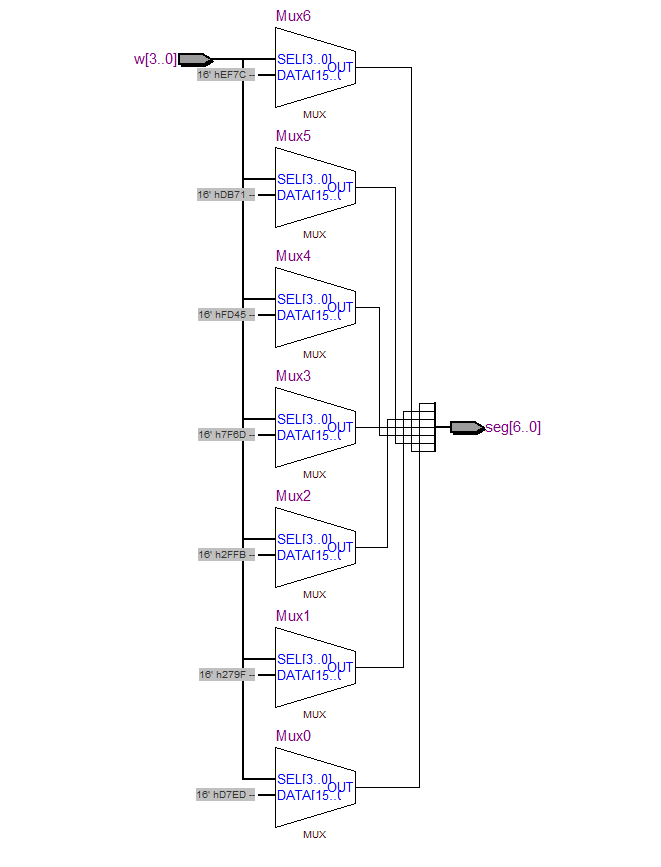 Mux6
w[3..0]
SEL[3..0]
OUT
16' hEF7C --
DATA[15..0
MUX
Mux5
SEL[3..0]
OUT
16' hDB71 --
DATA[15..0
MUX
Mux4
SEL[3..0]
OUT
16' hFD45 --
DATA[15..0
MUX
Mux3
SEL[3..0]
OUT
seg[6..0]
16' h7F6D --
DATA[15..0
MUX
Mux2
SEL[3..0]
OUT
16' h2FFB --
DATA[15..0
MUX
Mux1
SEL[3..0]
OUT
16' h279F --
DATA[15..0
MUX
Mux0
SEL[3..0]
OUT
16' hD7ED --
DATA[15..0
MUX